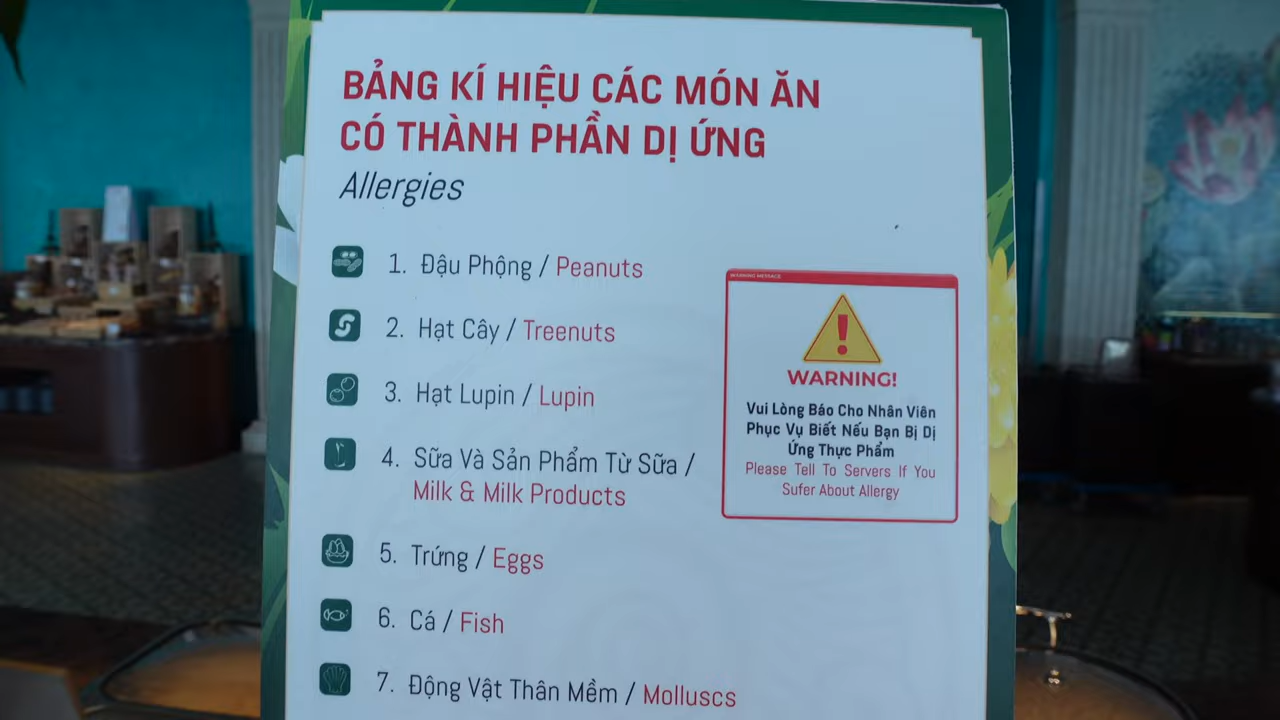 BẢNG KÍ HIỆU CÁC MÓN ĂN
CÓ THÀNH PHẦN DỊ ỨNG
Allergies
1. Đậu Phộng / Peanuts
2. Hạt Cây / Treenuts
3. Hạt Lupin / Lupin
4. Sữa Và Sản Phẩm Từ Sữa /
Milk & Milk Products
5. Trứng / Eggs
6. Cá / Fish
7. Động Vật Thân Mềm / Molluscs
WARNING MESSAGE
WARNING!
Vui Lòng Báo Cho Nhân Viên
Phục Vụ Biết Nếu Bạn Bị Dị
Ứng Thực Phẩm
Please Tell To Servers If You
Sufer About Allergy